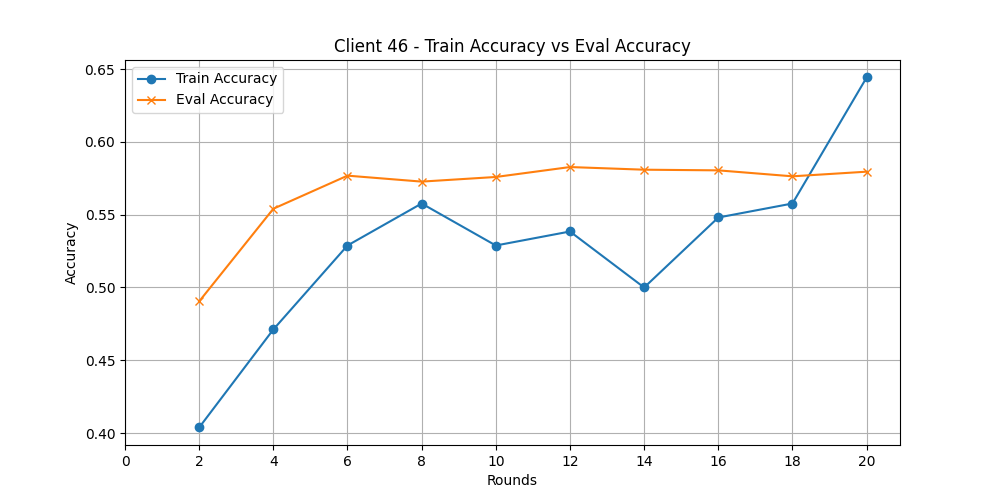 Client 46 - Train Accuracy vs Eval Accuracy
Train Accuracy
Eval Accuracy
Accuracy
0.65
0.60
0.55
0.50
0.45
0.40
0 2 4 6 8 10 12 14 16 18 20
Rounds